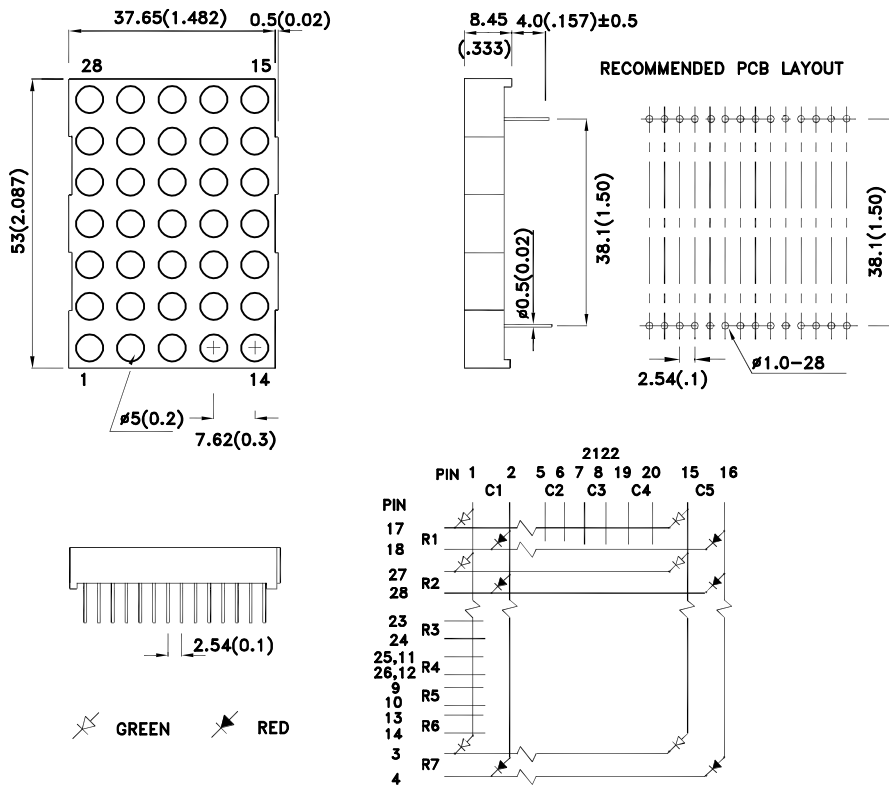 37.65(1.482) 0.5(0.02)
28 15
53(2.087)
1 14
ø5(0.2)
7.62(0.3)
8.45 4.0(.157)±0.5
(.333)
38.1(1.50)
ø0.5(0.02)
RECOMMENDED PCB LAYOUT
38.1(1.50)
2.54(.1)
ø1.0-28
2.54(0.1)
GREEN RED
2122
PIN 1 2 5 6 7 8 19 20 15 16
C1 C2 C3 C4 C5
PIN
17
R1
18
27
R2
28
23
R3
24
25,11
R4
26,12
9
R5
10
13
R6
14
3
R7
4